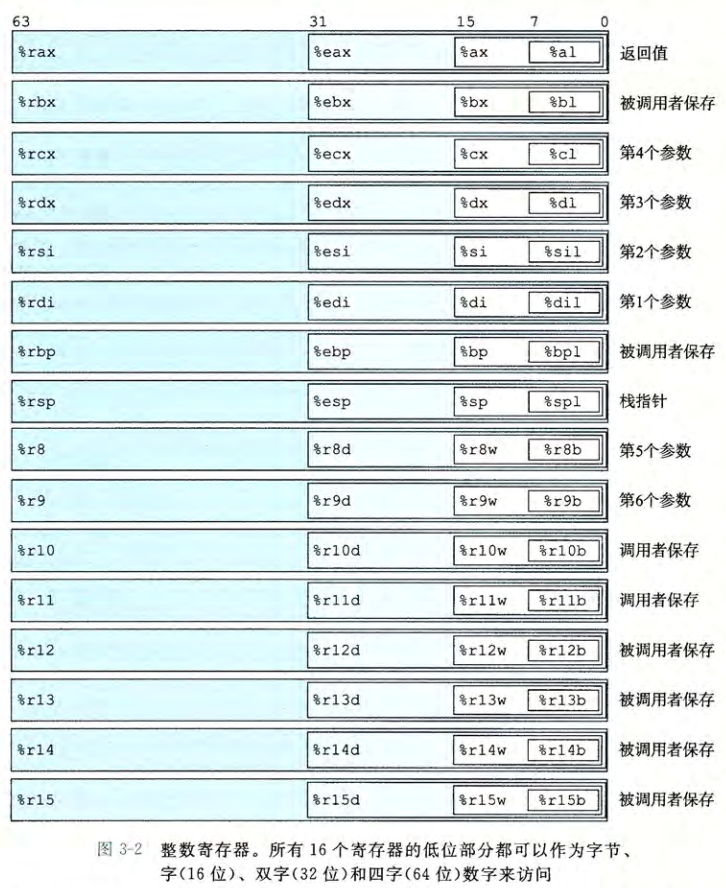 63 31 15 7 0
%rax %eax %ax %al 返回值
%rbx %ebx %bx %bl 被调用者保存
%rcx %ecx %cx %cl 第4个参数
%rdx %edx %dx %dl 第3个参数
%rsi %esi %si %sil 第2个参数
%rdi %edi %di %dil 第1个参数
%rbp %ebp %bp %bpl 被调用者保存
%rsp %esp %sp %spl 栈指针
%r8 %r8d %r8w %r8b 第5个参数
%r9 %r9d %r9w %r9b 第6个参数
%r10 %r10d %r10w %r10b 调用者保存
%r11 %r11d %r11w %r11b 调用者保存
%r12 %r12d %r12w %r12b 被调用者保存
%r13 %r13d %r13w %r13b 被调用者保存
%r14 %r14d %r14w %r14b 被调用者保存
%r15 %r15d %r15w %r15b 被调用者保存
图 3-2 整数寄存器。所有 16 个寄存器的低位部分都可以作为字节、
字(16 位)、双字(32 位)和四字(64 位)数字来访问